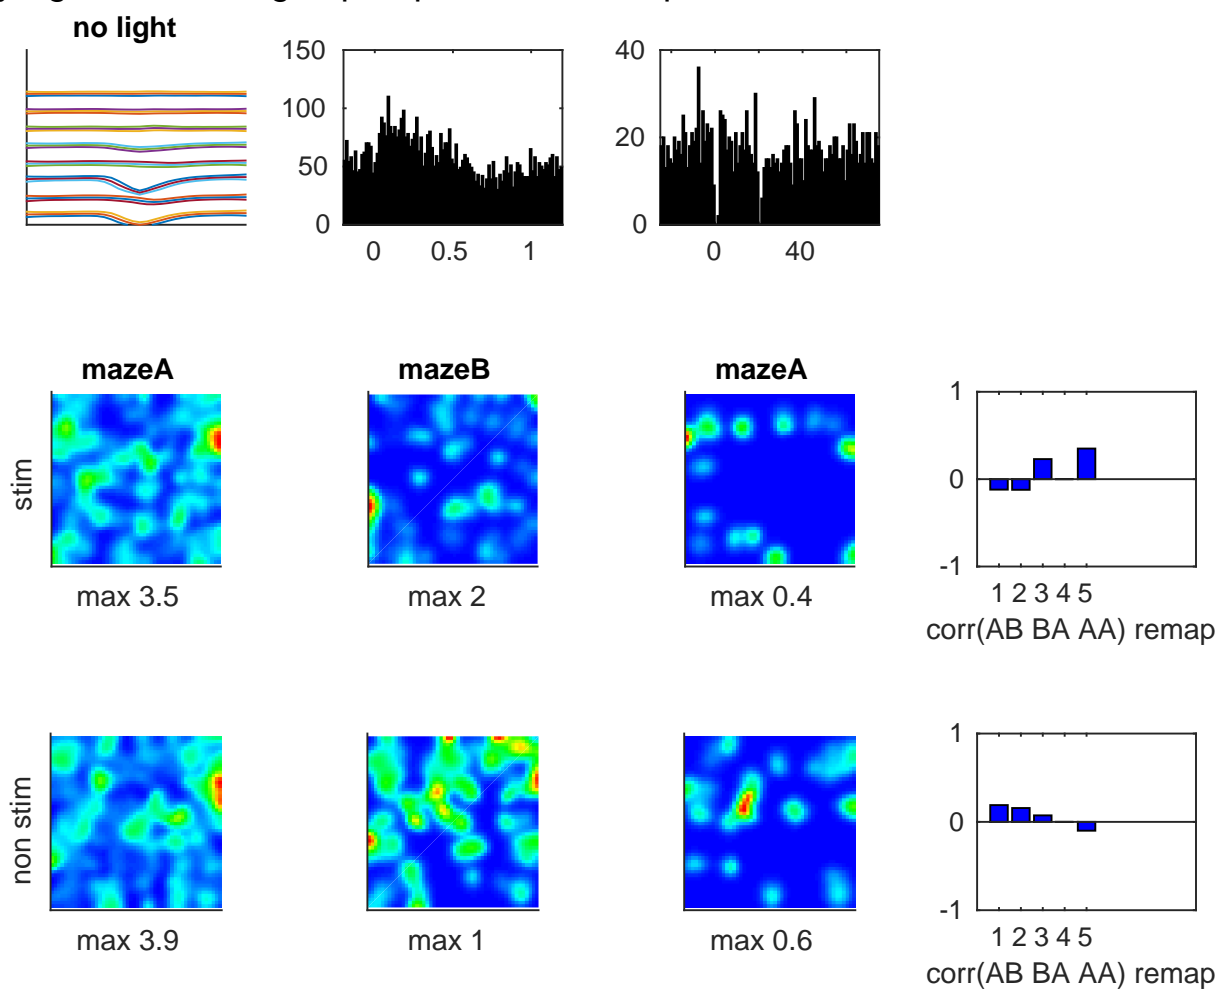 no light
150
100
50
0
0 0.5 1
40
20
0
0 40
mazeA mazeB mazeA
stim
max 3.5 max 2 max 0.4
1
0
-1
1 2 3 4 5
corr(AB BA AA) remap
non stim
max 3.9 max 1 max 0.6
1
0
-1
1 2 3 4 5
corr(AB BA AA) remap